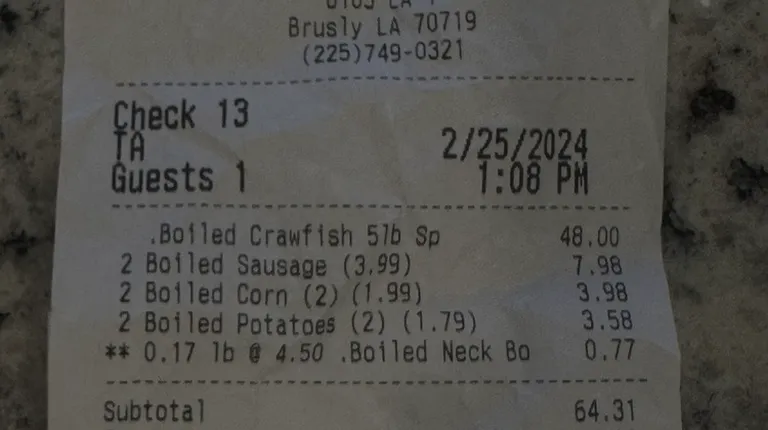 Brusly LA 70719
(225)749-0321
Check 13
TA 2/25/2024
Guests 1 1:08 PM
.Boiled Crawfish 5lb Sp 48.00
2 Boiled Sausage (3.99) 7.98
2 Boiled Corn (2) (1.99) 3.98
2 Boiled Potatoes (2) (1.79) 3.58
** 0.17 lb @ 4.50 .Boiled Neck Bo 0.77
Subtotal 64.31